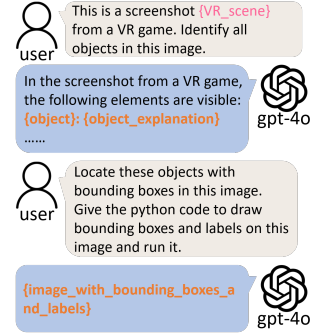 This is a screenshot {VR_scene}
from a VR game. Identify all
objects in this image.
user
In the screenshot from a VR game,
the following elements are visible:
{object}: {object_explanation}
......
gpt-4o
Locate these objects with
bounding boxes in this image.
Give the python code to draw
bounding boxes and labels on this
image and run it.
user
{image_with_bounding_boxes_a
nd_labels}
gpt-4o